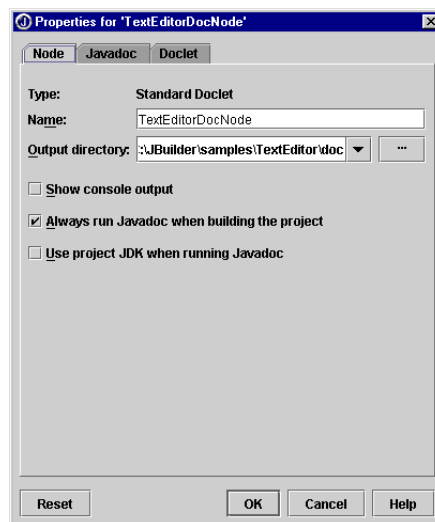 Properties for 'TextEditorDocNode'
Node Javadoc Doclet
Type: Standard Doclet
Name: TextEditorDocNode
Output directory: :\JBuilder\samples\TextEditor\doc ...
Show console output
Always run Javadoc when building the project
Use project JDK when running Javadoc
Reset OK Cancel Help